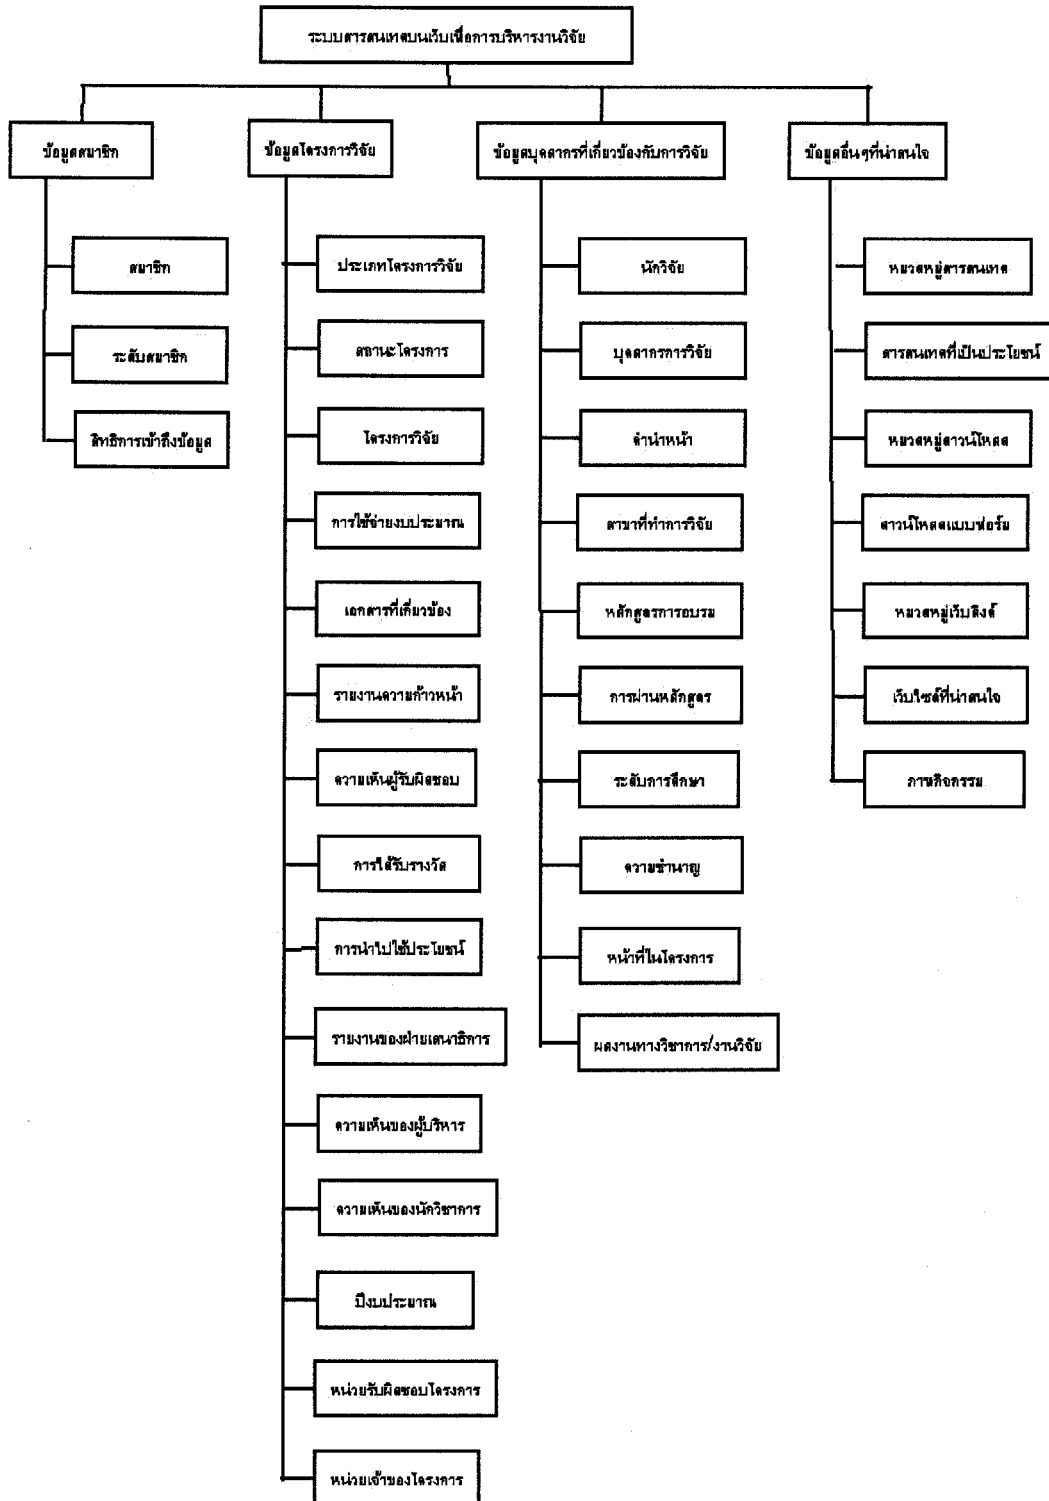 ระบบสารสนเทศบนเว็บเพื่อการบริหารงานวิจัย
ข้อมูลสมาชิก
สมาชิก
ระดับสมาชิก
สิทธิการเข้าถึงข้อมูล
ข้อมูลโครงการวิจัย
ประเภทโครงการวิจัย
สถานะโครงการ
โครงการวิจัย
การใช้จ่ายงบประมาณ
เอกสารที่เกี่ยวข้อง
รายงานความก้าวหน้า
ความเห็นผู้รับผิดชอบ
การได้รับรางวัล
การนำไปใช้ประโยชน์
รายงานของฝ่ายเสนาธิการ
ความเห็นของผู้บริหาร
ความเห็นของนักวิชาการ
ปีงบประมาณ
หน่วยรับผิดชอบโครงการ
หน่วยเจ้าของโครงการ
ข้อมูลบุคลากรที่เกี่ยวข้องกับการวิจัย
นักวิจัย
บุคลากรการวิจัย
คำนำหน้า
สาขาที่ทำการวิจัย
หลักสูตรการอบรม
การผ่านหลักสูตร
ระดับการศึกษา
ความชำนาญ
หน้าที่ในโครงการ
ผลงานทางวิชาการ/งานวิจัย
ข้อมูลอื่นๆที่น่าสนใจ
หมวดหมู่สารสนเทศ
สารสนเทศที่เป็นประโยชน์
หมวดหมู่ดาวน์โหลด
ดาวน์โหลดแบบฟอร์ม
หมวดหมู่เว็บลิงค์
เว็บไซต์ที่น่าสนใจ
ภาพกิจกรรม